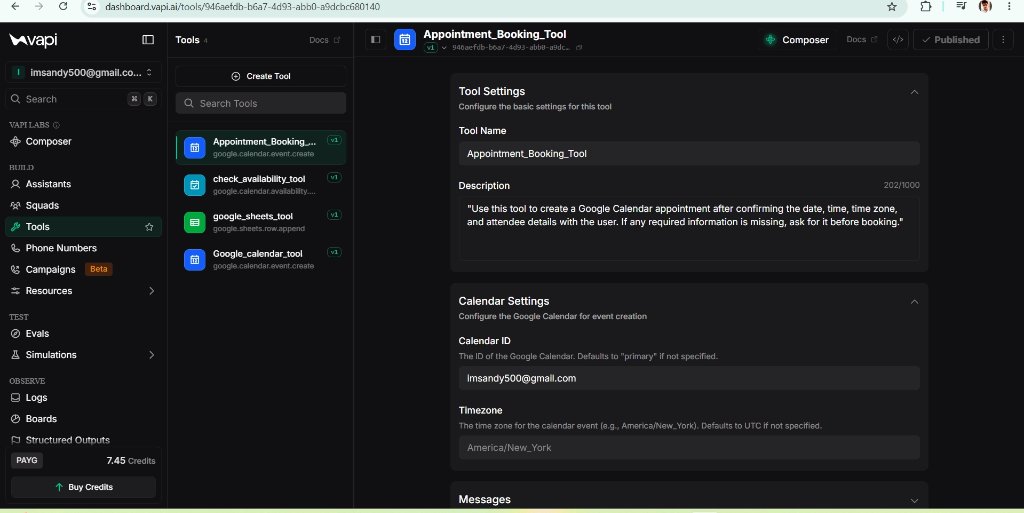 dashboard.vapi.ai/tools/946aefdb-b6a7-4d93-abb0-a9dcbc680140
vapi
I imsandy500@gmail.co...
Search ⌘ K
VAPI LABS
Composer
BUILD
Assistants
Squads
Tools
Phone Numbers
Campaigns Beta
Resources
TEST
Evals
Simulations
OBSERVE
Logs
Boards
Structured Outputs
PAYG 7.45 Credits
Buy Credits
Tools 4 Docs
Create Tool
Search Tools
Appointment_Booking_... v1
google.calendar.event.create
check_availability_tool v1
google.calendar.availability....
google_sheets_tool v1
google.sheets.row.append
Google_calendar_tool v1
google.calendar.event.create
Appointment_Booking_Tool
v1 946aefdb-b6a7-4d93-abb0-a9dc...
Composer Docs </> Published
Tool Settings
Configure the basic settings for this tool
Tool Name
Appointment_Booking_Tool
Description 202/1000
"Use this tool to create a Google Calendar appointment after confirming the date, time, time zone,
and attendee details with the user. If any required information is missing, ask for it before booking."
Calendar Settings
Configure the Google Calendar for event creation
Calendar ID
The ID of the Google Calendar. Defaults to "primary" if not specified.
Imsandy500@gmail.com
Timezone
The time zone for the calendar event (e.g., America/New_York). Defaults to UTC if not specified.
America/New_York
Messages